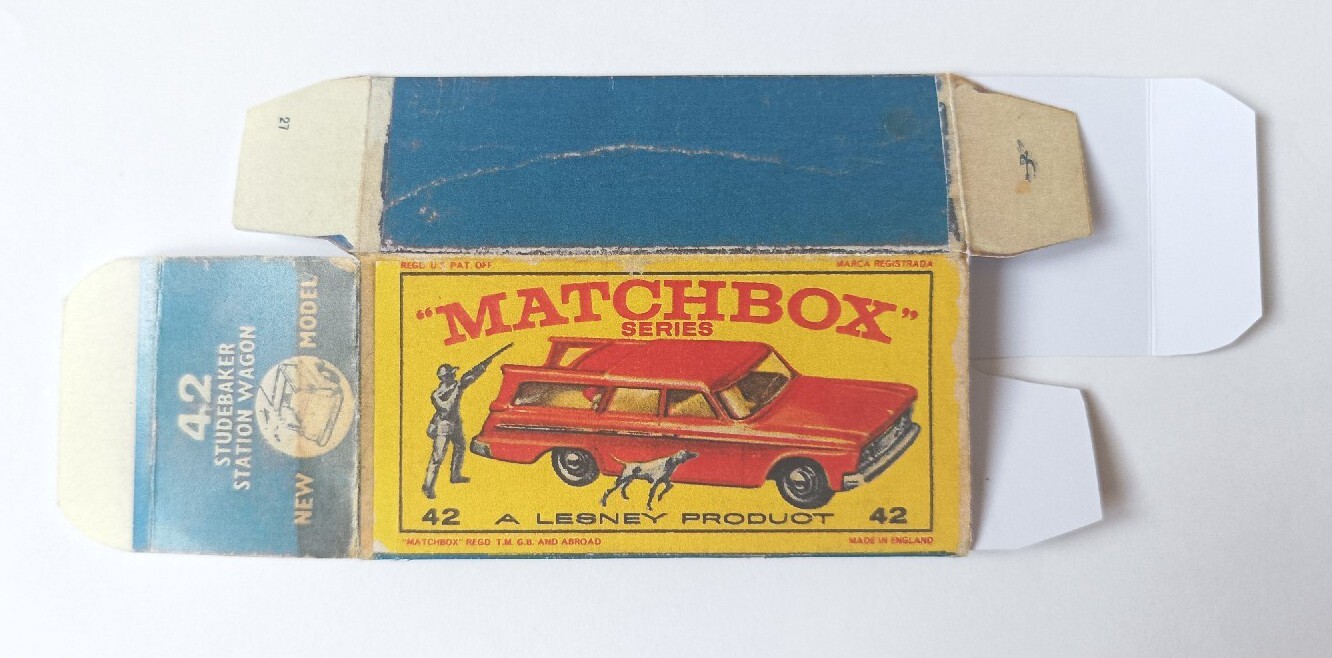 27
REGD. U.S. PAT. OFF
MARCA REGISTRADA
"MATCHBOX"
SERIES
42 A LESNEY PRODUCT 42
"MATCHBOX" REGD T.M. G.B. AND ABROAD
MADE IN ENGLAND
42
STUDEBAKER
STATION WAGON
NEW MODEL